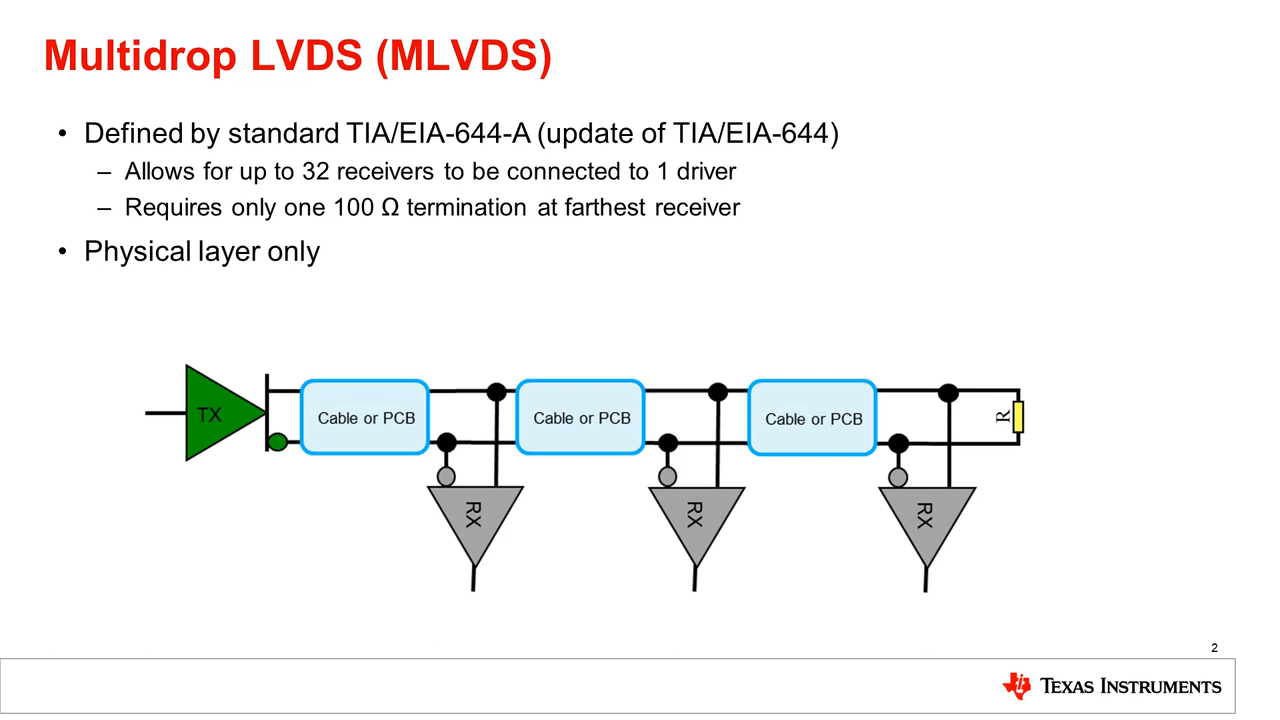 Multidrop LVDS (MLVDS)
• Defined by standard TIA/EIA-644-A (update of TIA/EIA-644)
– Allows for up to 32 receivers to be connected to 1 driver
– Requires only one 100 Ω termination at farthest receiver
• Physical layer only
TX
Cable or PCB
Cable or PCB
Cable or PCB
R
RX
RX
RX
2
TEXAS INSTRUMENTS